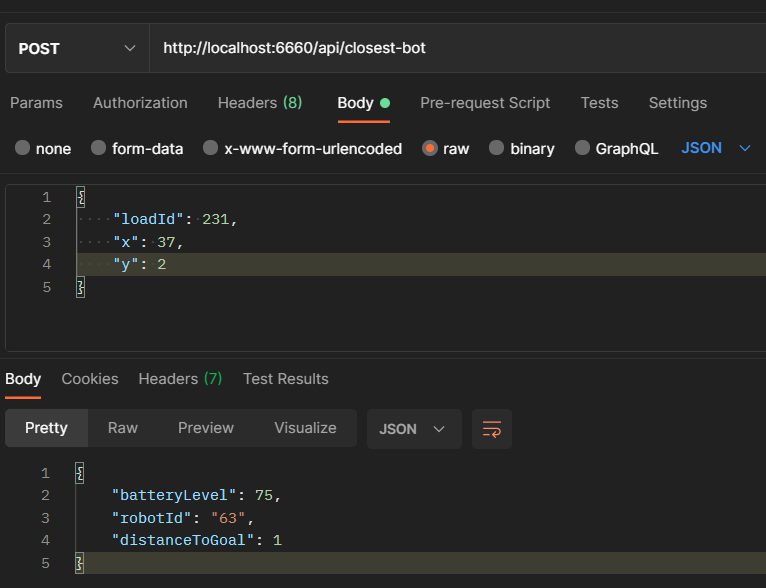 POST http://localhost:6660/api/closest-bot
Params Authorization Headers (8) Body Pre-request Script Tests Settings
none form-data x-www-form-urlencoded raw binary GraphQL JSON
1 {
2 "loadId": 231,
3 "x": 37,
4 "y": 2
5 }
Body Cookies Headers (7) Test Results
Pretty Raw Preview Visualize JSON
1 {
2 "batteryLevel": 75,
3 "robotId": "63",
4 "distanceToGoal": 1
5 }